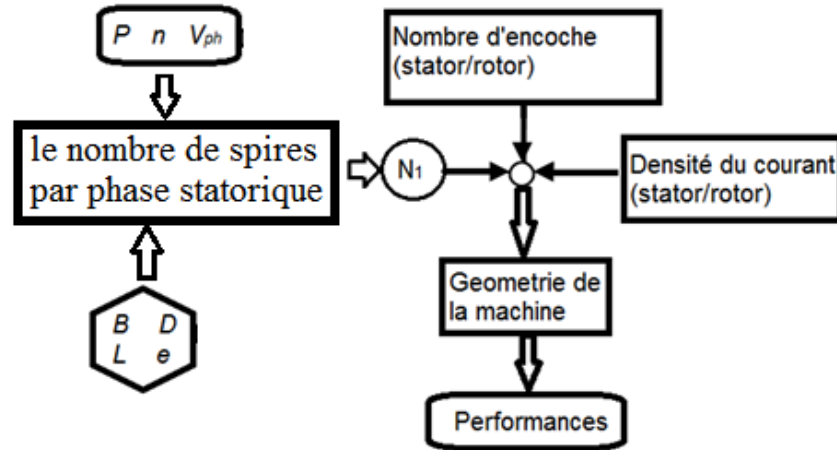 P n Vph
le nombre de spires
par phase statorique
B D
L e
N1
Nombre d'encoche
(stator/rotor)
Densité du courant
(stator/rotor)
Geometrie de
la machine
Performances